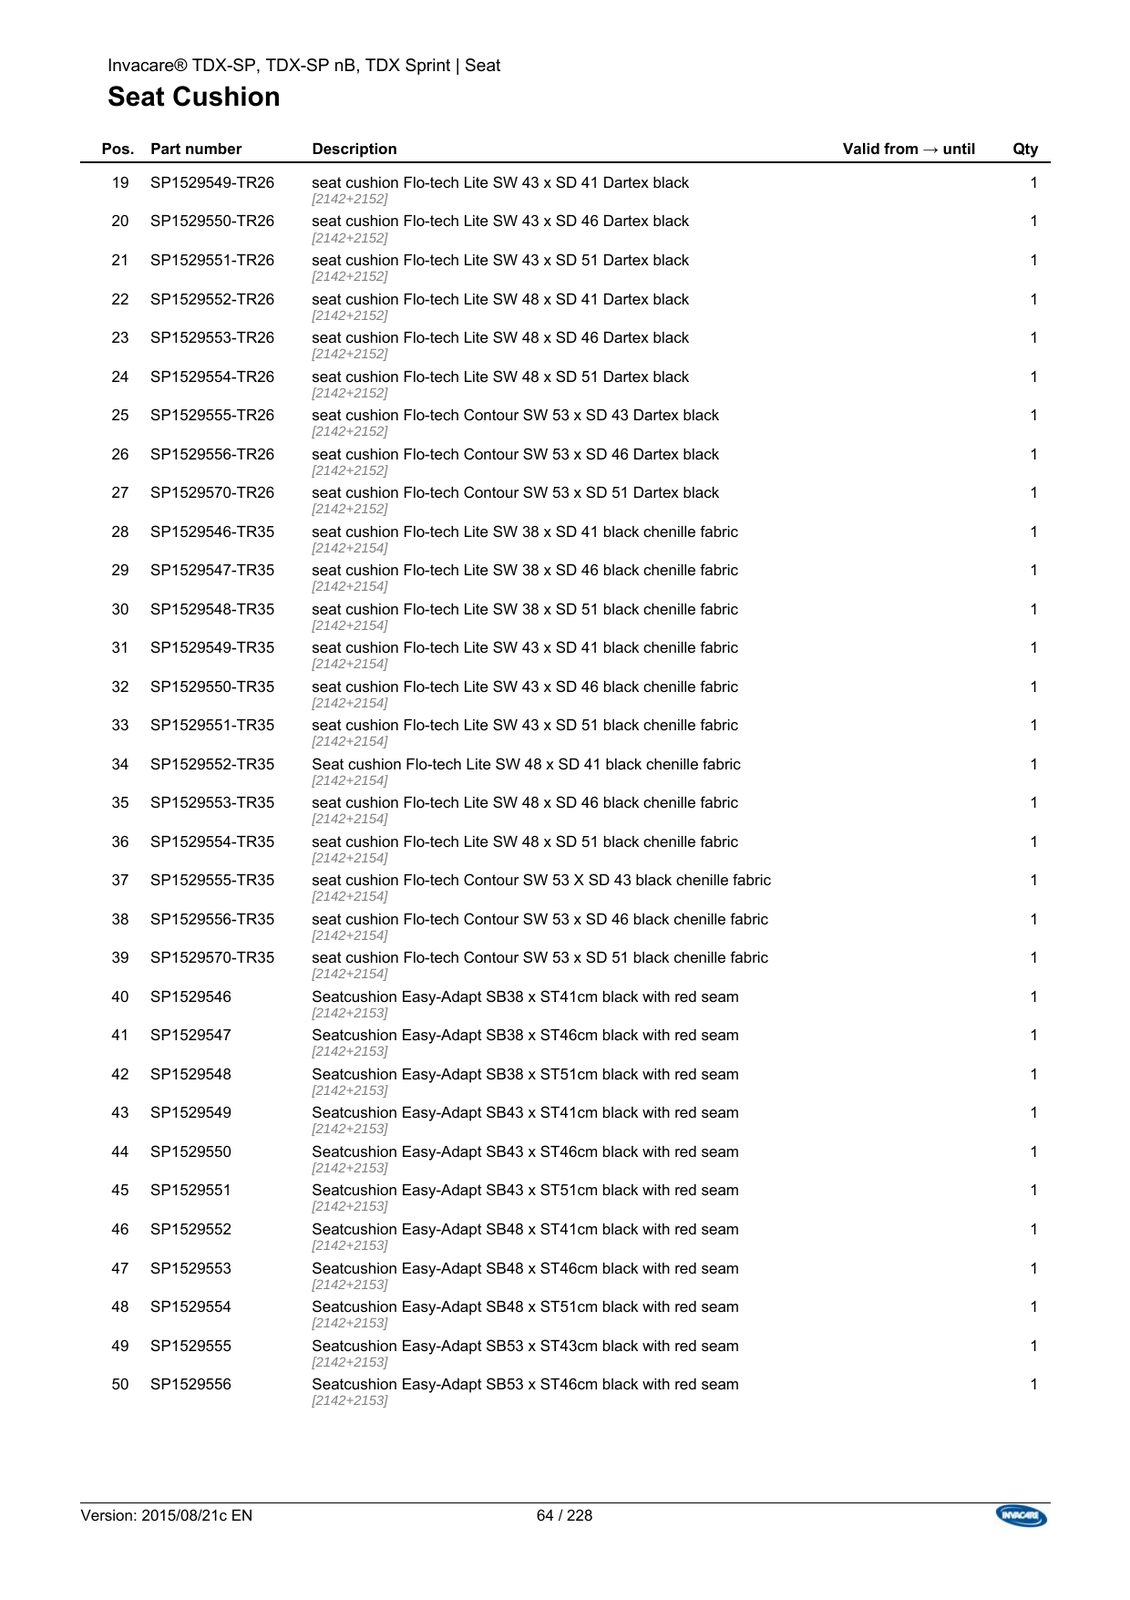 Invacare® TDX-SP, TDX-SP nB, TDX Sprint | Seat
Seat Cushion
Pos. Part number Description Valid from → until Qty
19 SP1529549-TR26 seat cushion Flo-tech Lite SW 43 x SD 41 Dartex black 1
[2142+2152]
20 SP1529550-TR26 seat cushion Flo-tech Lite SW 43 x SD 46 Dartex black 1
[2142+2152]
21 SP1529551-TR26 seat cushion Flo-tech Lite SW 43 x SD 51 Dartex black 1
[2142+2152]
22 SP1529552-TR26 seat cushion Flo-tech Lite SW 48 x SD 41 Dartex black 1
[2142+2152]
23 SP1529553-TR26 seat cushion Flo-tech Lite SW 48 x SD 46 Dartex black 1
[2142+2152]
24 SP1529554-TR26 seat cushion Flo-tech Lite SW 48 x SD 51 Dartex black 1
[2142+2152]
25 SP1529555-TR26 seat cushion Flo-tech Contour SW 53 x SD 43 Dartex black 1
[2142+2152]
26 SP1529556-TR26 seat cushion Flo-tech Contour SW 53 x SD 46 Dartex black 1
[2142+2152]
27 SP1529570-TR26 seat cushion Flo-tech Contour SW 53 x SD 51 Dartex black 1
[2142+2152]
28 SP1529546-TR35 seat cushion Flo-tech Lite SW 38 x SD 41 black chenille fabric 1
[2142+2154]
29 SP1529547-TR35 seat cushion Flo-tech Lite SW 38 x SD 46 black chenille fabric 1
[2142+2154]
30 SP1529548-TR35 seat cushion Flo-tech Lite SW 38 x SD 51 black chenille fabric 1
[2142+2154]
31 SP1529549-TR35 seat cushion Flo-tech Lite SW 43 x SD 41 black chenille fabric 1
[2142+2154]
32 SP1529550-TR35 seat cushion Flo-tech Lite SW 43 x SD 46 black chenille fabric 1
[2142+2154]
33 SP1529551-TR35 seat cushion Flo-tech Lite SW 43 x SD 51 black chenille fabric 1
[2142+2154]
34 SP1529552-TR35 Seat cushion Flo-tech Lite SW 48 x SD 41 black chenille fabric 1
[2142+2154]
35 SP1529553-TR35 seat cushion Flo-tech Lite SW 48 x SD 46 black chenille fabric 1
[2142+2154]
36 SP1529554-TR35 seat cushion Flo-tech Lite SW 48 x SD 51 black chenille fabric 1
[2142+2154]
37 SP1529555-TR35 seat cushion Flo-tech Contour SW 53 X SD 43 black chenille fabric 1
[2142+2154]
38 SP1529556-TR35 seat cushion Flo-tech Contour SW 53 x SD 46 black chenille fabric 1
[2142+2154]
39 SP1529570-TR35 seat cushion Flo-tech Contour SW 53 x SD 51 black chenille fabric 1
[2142+2154]
40 SP1529546 Seatcushion Easy-Adapt SB38 x ST41cm black with red seam 1
[2142+2153]
41 SP1529547 Seatcushion Easy-Adapt SB38 x ST46cm black with red seam 1
[2142+2153]
42 SP1529548 Seatcushion Easy-Adapt SB38 x ST51cm black with red seam 1
[2142+2153]
43 SP1529549 Seatcushion Easy-Adapt SB43 x ST41cm black with red seam 1
[2142+2153]
44 SP1529550 Seatcushion Easy-Adapt SB43 x ST46cm black with red seam 1
[2142+2153]
45 SP1529551 Seatcushion Easy-Adapt SB43 x ST51cm black with red seam 1
[2142+2153]
46 SP1529552 Seatcushion Easy-Adapt SB48 x ST41cm black with red seam 1
[2142+2153]
47 SP1529553 Seatcushion Easy-Adapt SB48 x ST46cm black with red seam 1
[2142+2153]
48 SP1529554 Seatcushion Easy-Adapt SB48 x ST51cm black with red seam 1
[2142+2153]
49 SP1529555 Seatcushion Easy-Adapt SB53 x ST43cm black with red seam 1
[2142+2153]
50 SP1529556 Seatcushion Easy-Adapt SB53 x ST46cm black with red seam 1
[2142+2153]
Version: 2015/08/21c EN 64 / 228 INVACARE